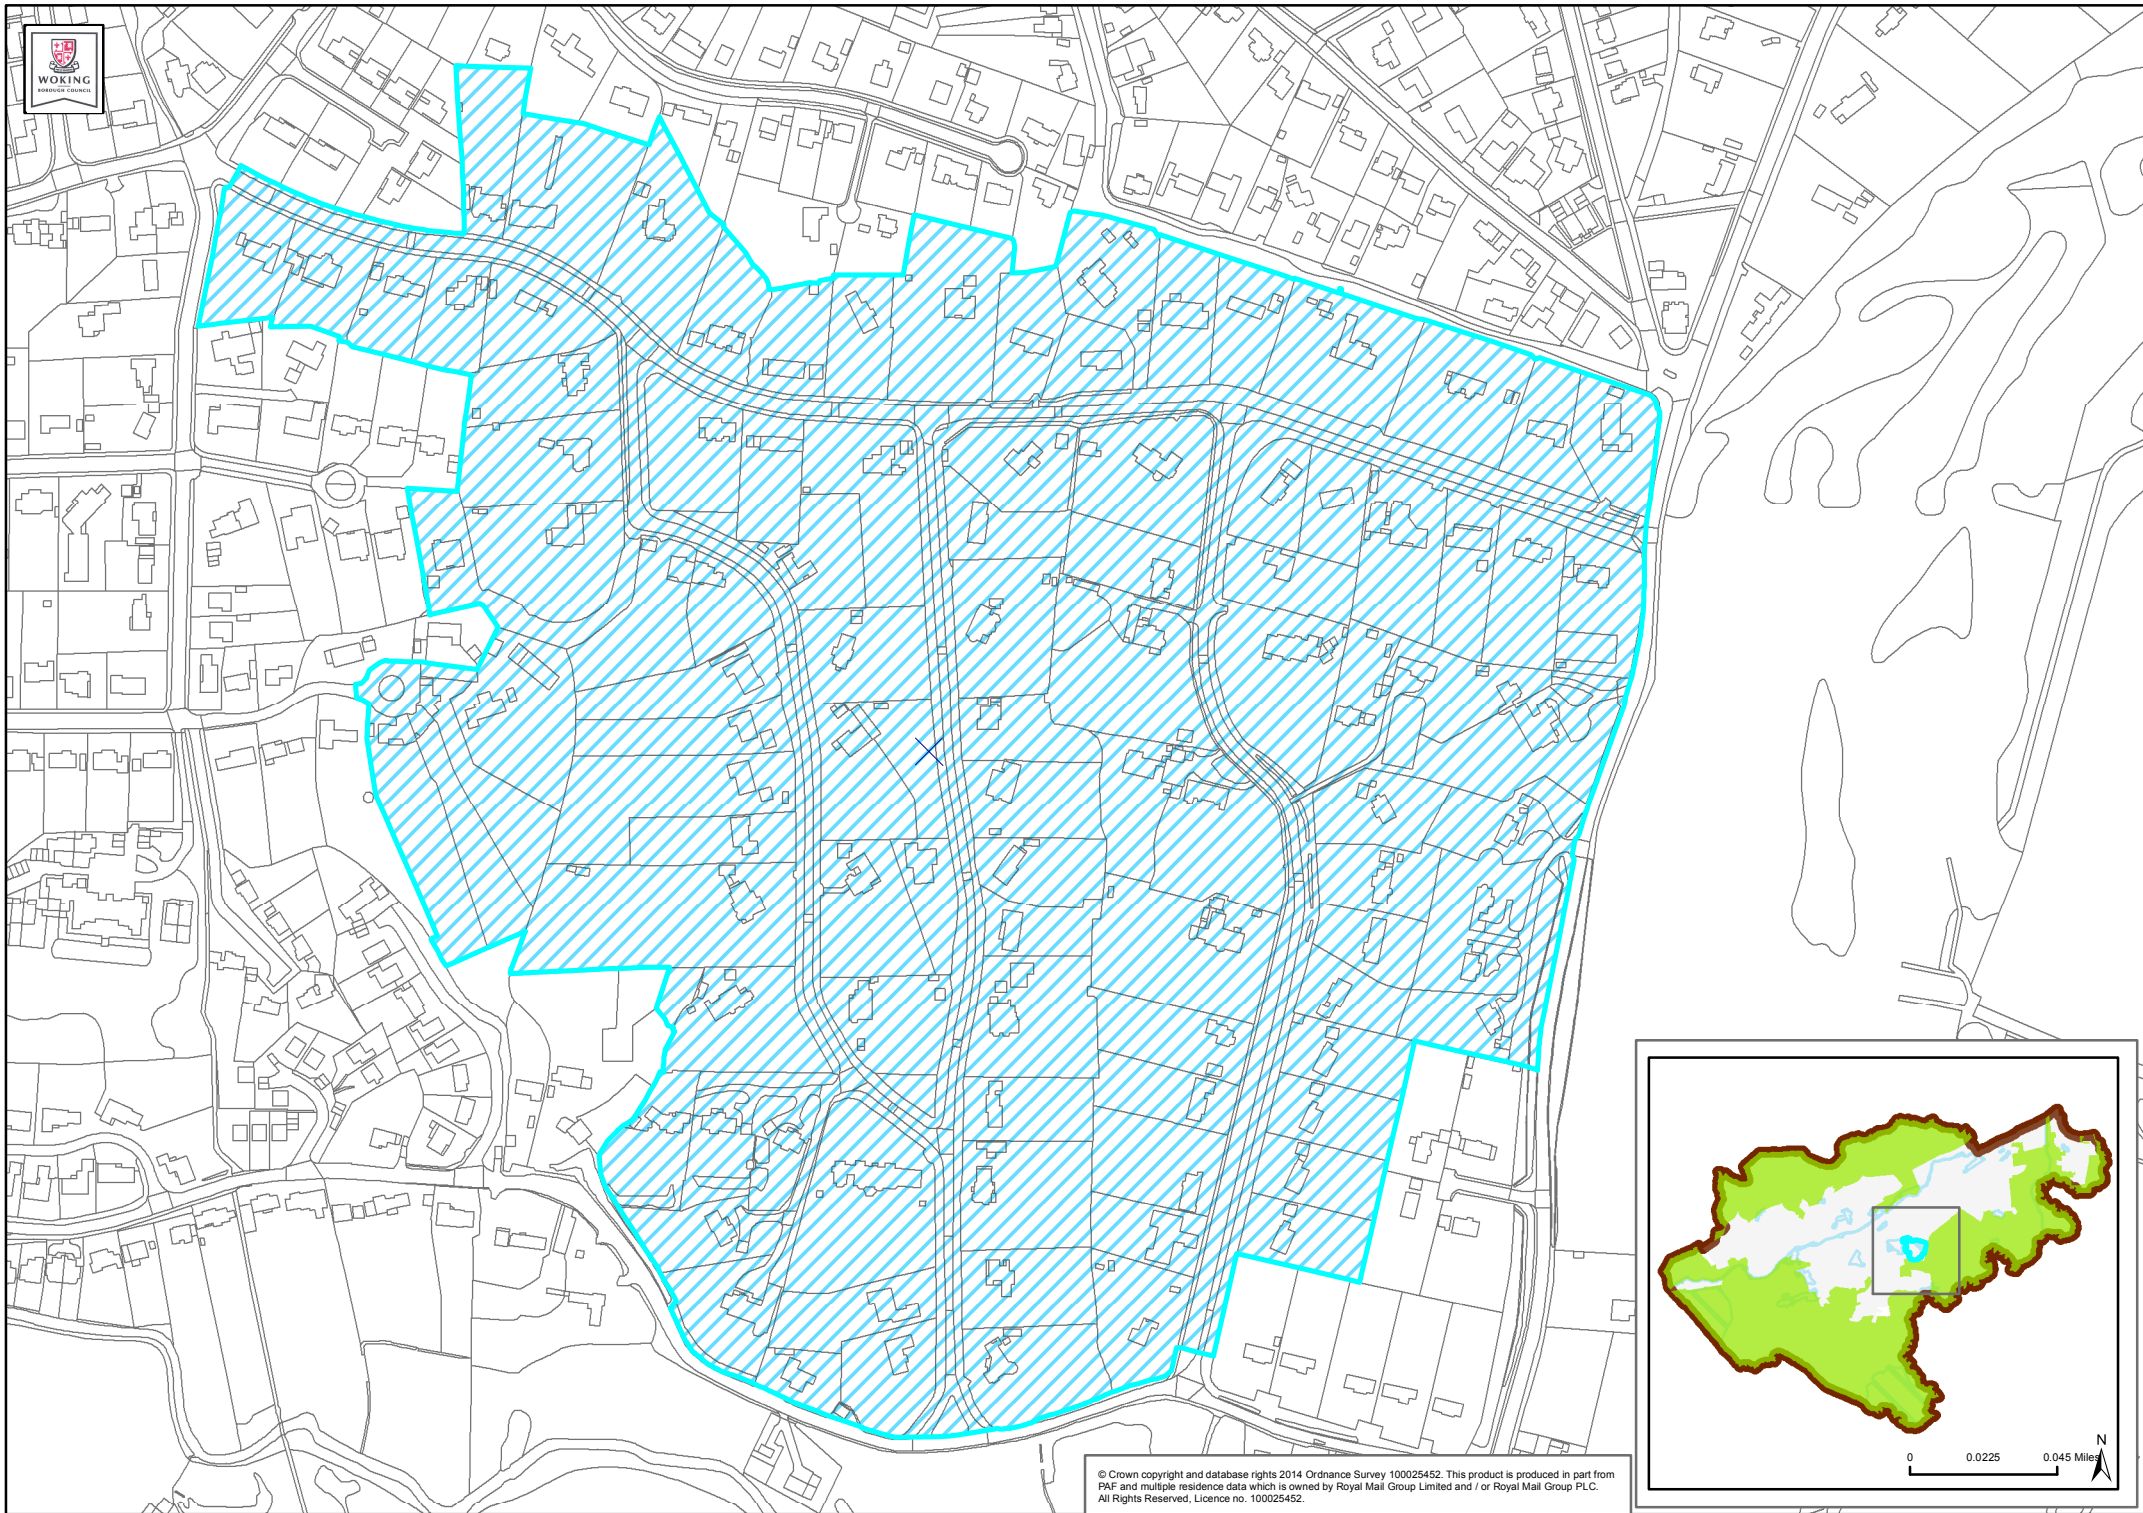 WOKING
BOROUGH COUNCIL
N
0 0.0225 0.045 Miles
© Crown copyright and database rights 2014 Ordnance Survey 100025452. This product is produced in part from
PAF and multiple residence data which is owned by Royal Mail Group Limited and / or Royal Mail Group PLC.
All Rights Reserved, Licence no. 100025452.